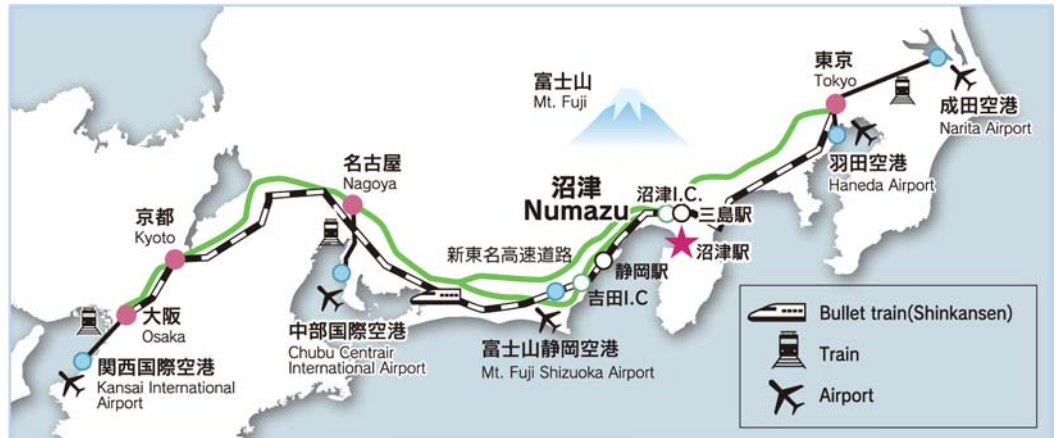 富士山
Mt. Fuji
東京
Tokyo
成田空港
Narita Airport
羽田空港
Haneda Airport
名古屋
Nagoya
沼津
Numazu
沼津I.C.
三島駅
沼津駅
京都
Kyoto
新東名高速道路
静岡駅
吉田I.C
大阪
Osaka
中部国際空港
Chubu Centrair
International Airport
富士山静岡空港
Mt. Fuji Shizuoka Airport
関西国際空港
Kansai International
Airport
Bullet train(Shinkansen)
Train
Airport